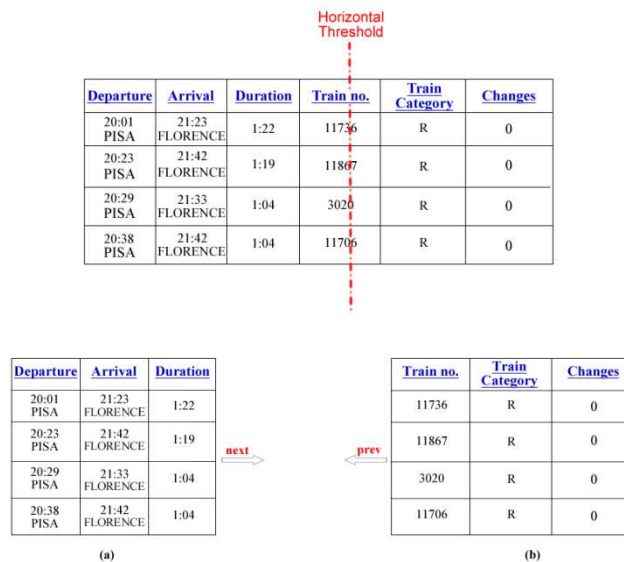 Horizontal
Threshold
Departure Arrival Duration Train no. Train Category Changes
20:01 PISA 21:23 FLORENCE 1:22 11736 R 0
20:23 PISA 21:42 FLORENCE 1:19 11867 R 0
20:29 PISA 21:33 FLORENCE 1:04 3020 R 0
20:38 PISA 21:42 FLORENCE 1:04 11706 R 0
Departure Arrival Duration
20:01 PISA 21:23 FLORENCE 1:22
20:23 PISA 21:42 FLORENCE 1:19
20:29 PISA 21:33 FLORENCE 1:04
20:38 PISA 21:42 FLORENCE 1:04
next
(a)
prev
Train no. Train Category Changes
11736 R 0
11867 R 0
3020 R 0
11706 R 0
(b)